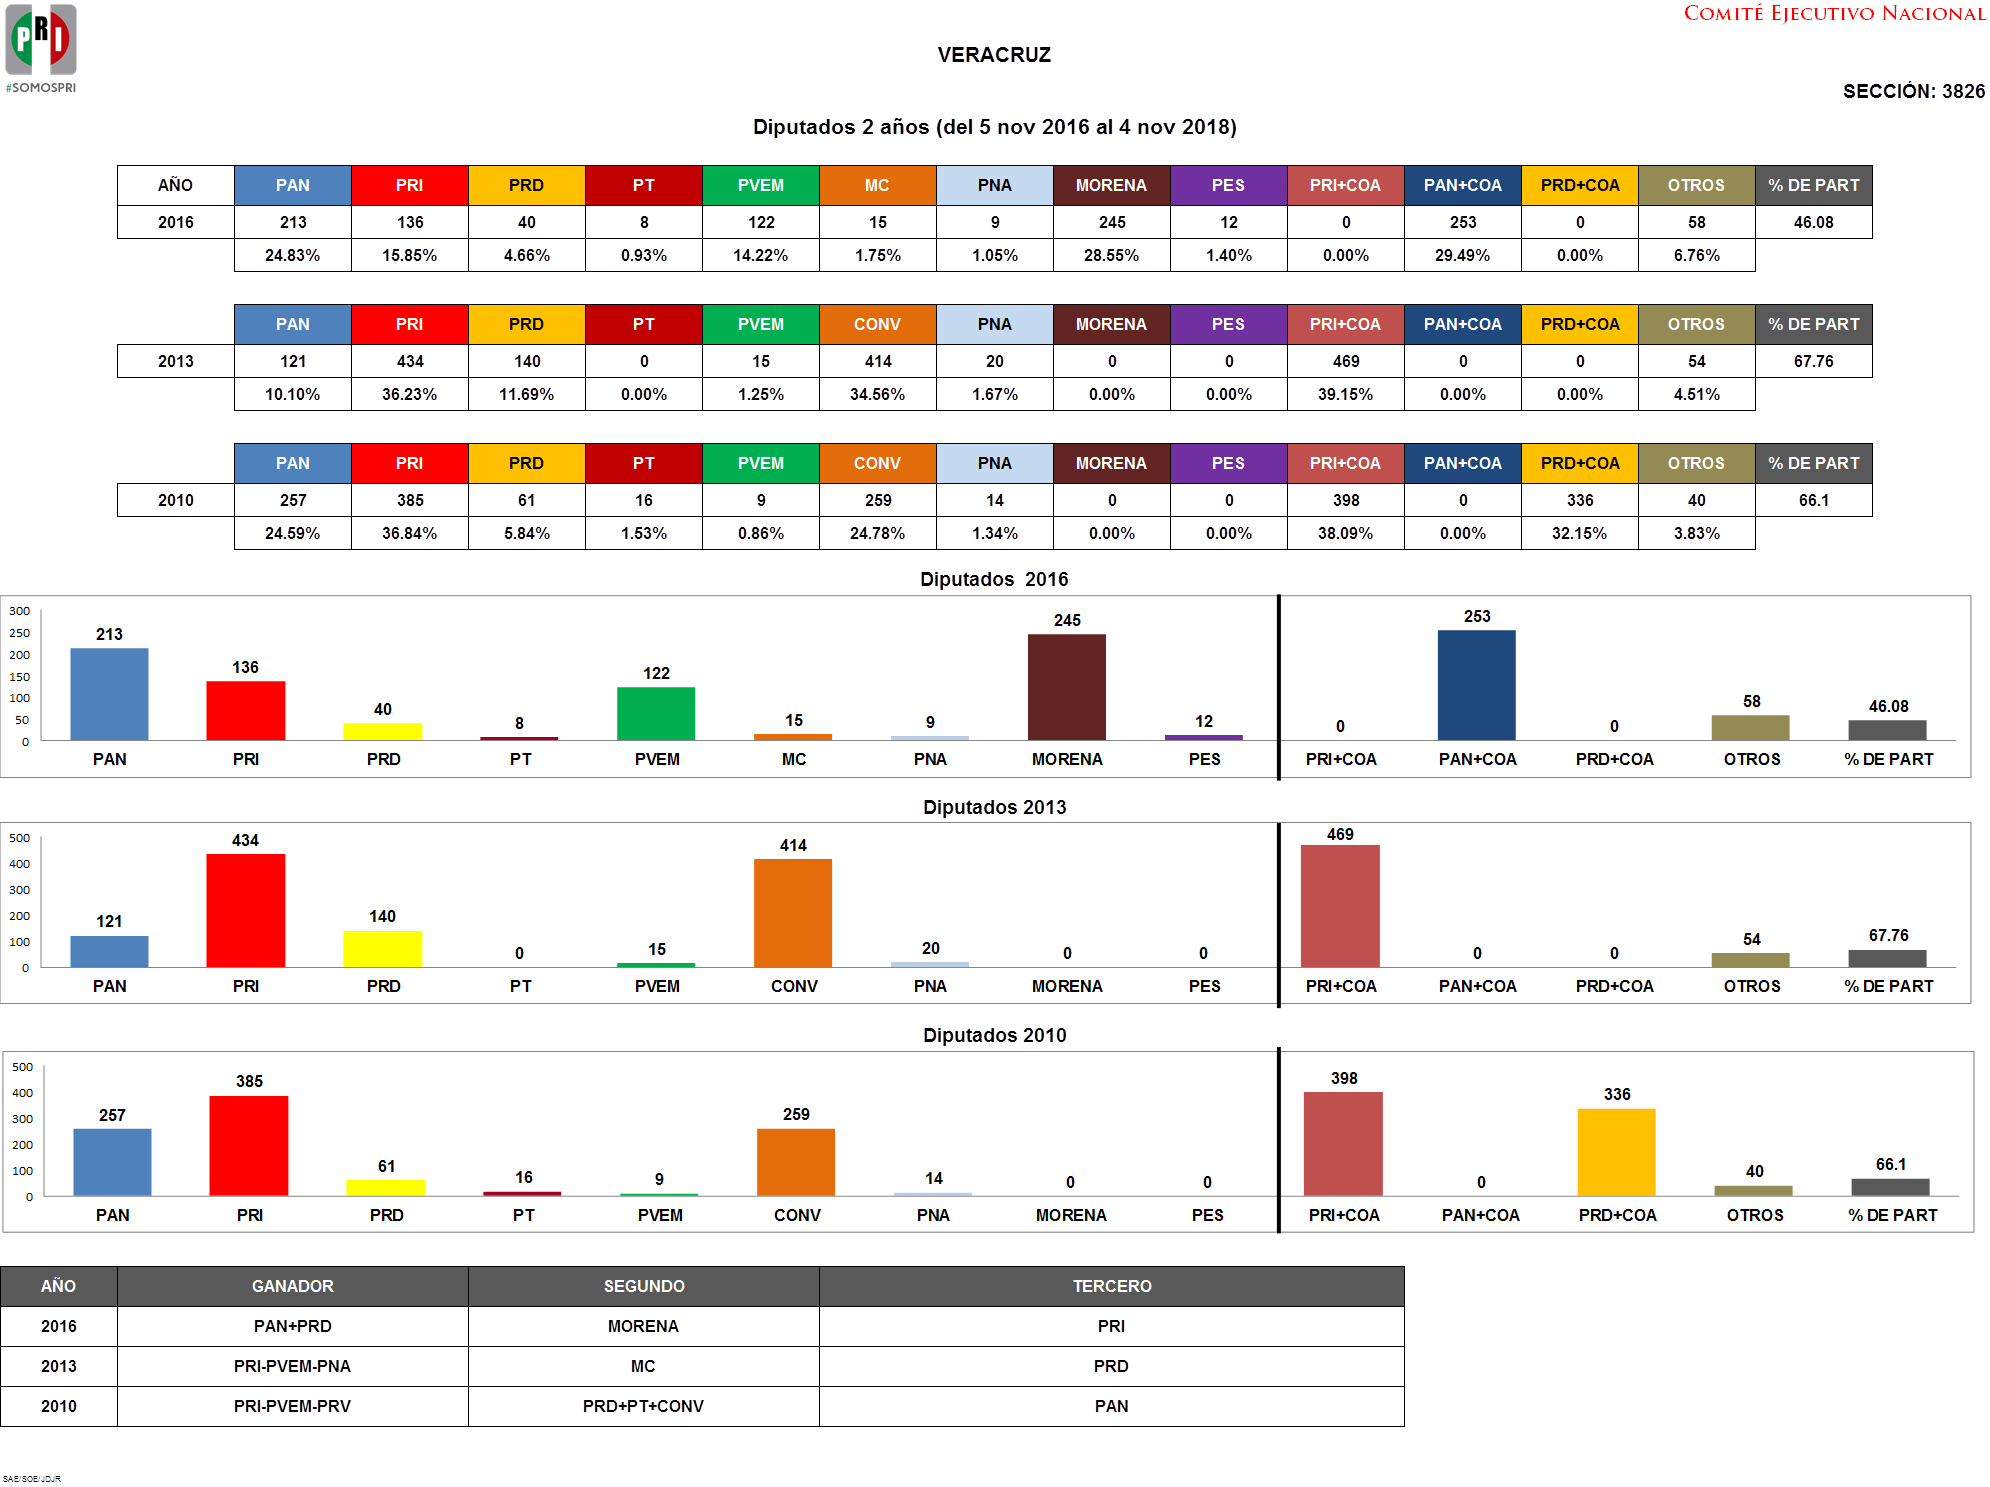 PRI
#SOMOSPRI
COMITÉ EJECUTIVO NACIONAL
VERACRUZ
SECCIÓN: 3826
Diputados 2 años (del 5 nov 2016 al 4 nov 2018)
AÑO PAN PRI PRD PT PVEM MC PNA MORENA PES PRI+COA PAN+COA PRD+COA OTROS % DE PART
2016 213 136 40 8 122 15 9 245 12 0 253 0 58 46.08
24.83% 15.85% 4.66% 0.93% 14.22% 1.75% 1.05% 28.55% 1.40% 0.00% 29.49% 0.00% 6.76%
PAN PRI PRD PT PVEM CONV PNA MORENA PES PRI+COA PAN+COA PRD+COA OTROS % DE PART
2013 121 434 140 0 15 414 20 0 0 469 0 0 54 67.76
10.10% 36.23% 11.69% 0.00% 1.25% 34.56% 1.67% 0.00% 0.00% 39.15% 0.00% 0.00% 4.51%
PAN PRI PRD PT PVEM CONV PNA MORENA PES PRI+COA PAN+COA PRD+COA OTROS % DE PART
2010 257 385 61 16 9 259 14 0 0 398 0 336 40 66.1
24.59% 36.84% 5.84% 1.53% 0.86% 24.78% 1.34% 0.00% 0.00% 38.09% 0.00% 32.15% 3.83%
Diputados  2016
300
250
200
150
100
50
0
213 136 40 8 122 15 9 245 12 0 253 0 58 46.08
PAN PRI PRD PT PVEM MC PNA MORENA PES PRI+COA PAN+COA PRD+COA OTROS % DE PART
Diputados 2013
500
400
300
200
100
0
121 434 140 0 15 414 20 0 0 469 0 0 54 67.76
PAN PRI PRD PT PVEM CONV PNA MORENA PES PRI+COA PAN+COA PRD+COA OTROS % DE PART
Diputados 2010
500
400
300
200
100
0
257 385 61 16 9 259 14 0 0 398 0 336 40 66.1
PAN PRI PRD PT PVEM CONV PNA MORENA PES PRI+COA PAN+COA PRD+COA OTROS % DE PART
AÑO GANADOR SEGUNDO TERCERO
2016 PAN+PRD MORENA PRI
2013 PRI-PVEM-PNA MC PRD
2010 PRI-PVEM-PRV PRD+PT+CONV PAN
SAE/SOE/JDJR